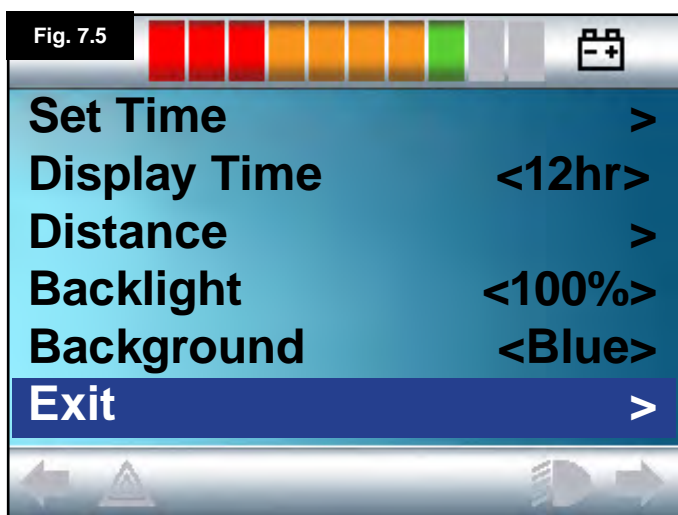 Fig. 7.5
Set Time >
Display Time <12hr>
Distance >
Backlight <100%>
Background <Blue>
Exit >